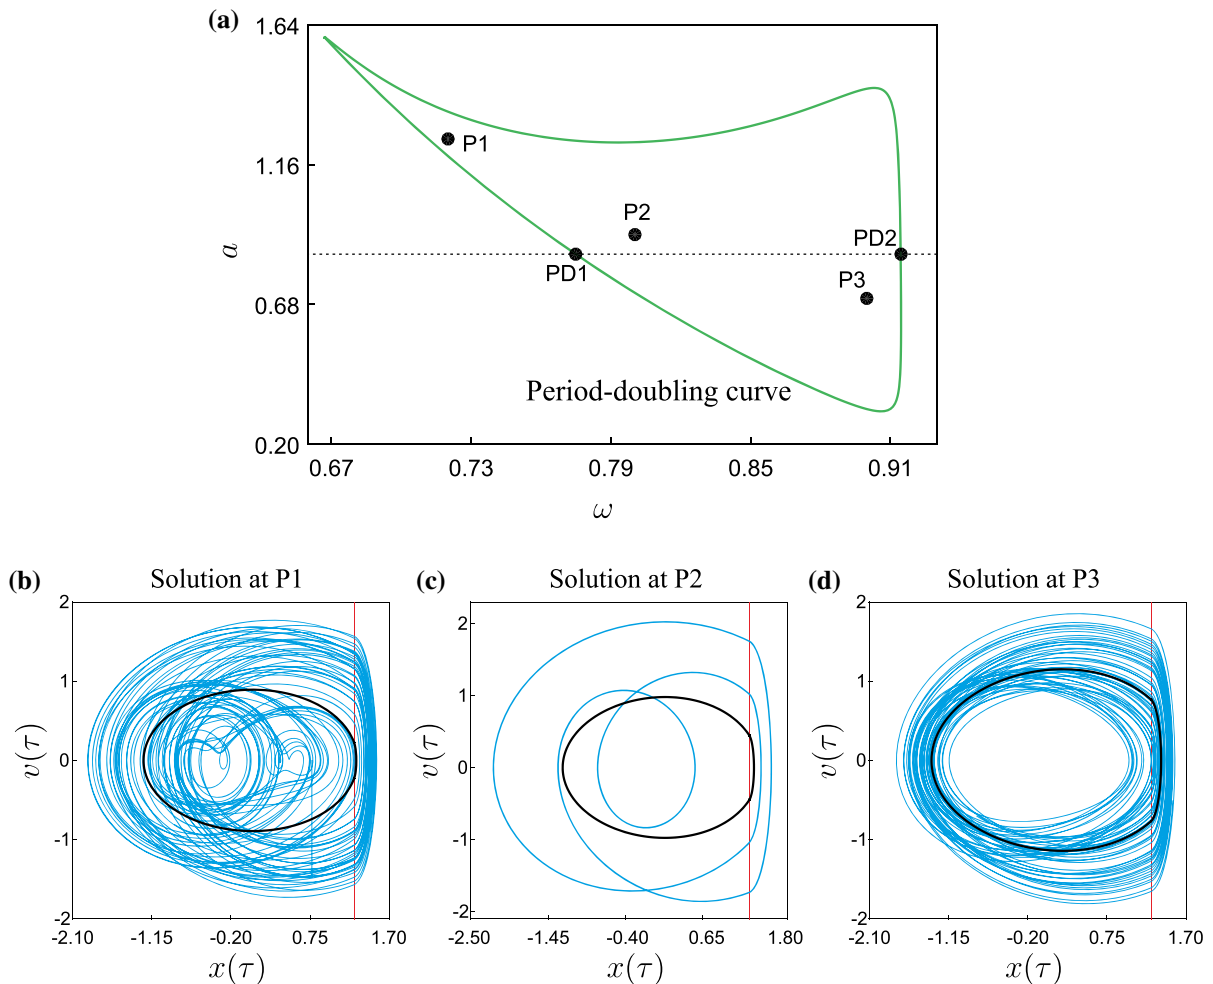 (a)
1.64
1.16
0.68
0.20
a
P1
P2
PD2
PD1
P3
Period-doubling curve
0.67 0.73 0.79 0.85 0.91
ω
(b) Solution at P1
2
1
0
-1
-2
v(τ)
-2.10 -1.15 -0.20 0.75 1.70
x(τ)
(c) Solution at P2
2
1
0
-1
-2
v(τ)
-2.50 -1.45 -0.40 0.65 1.80
x(τ)
(d) Solution at P3
2
1
0
-1
-2
v(τ)
-2.10 -1.15 -0.20 0.75 1.70
x(τ)